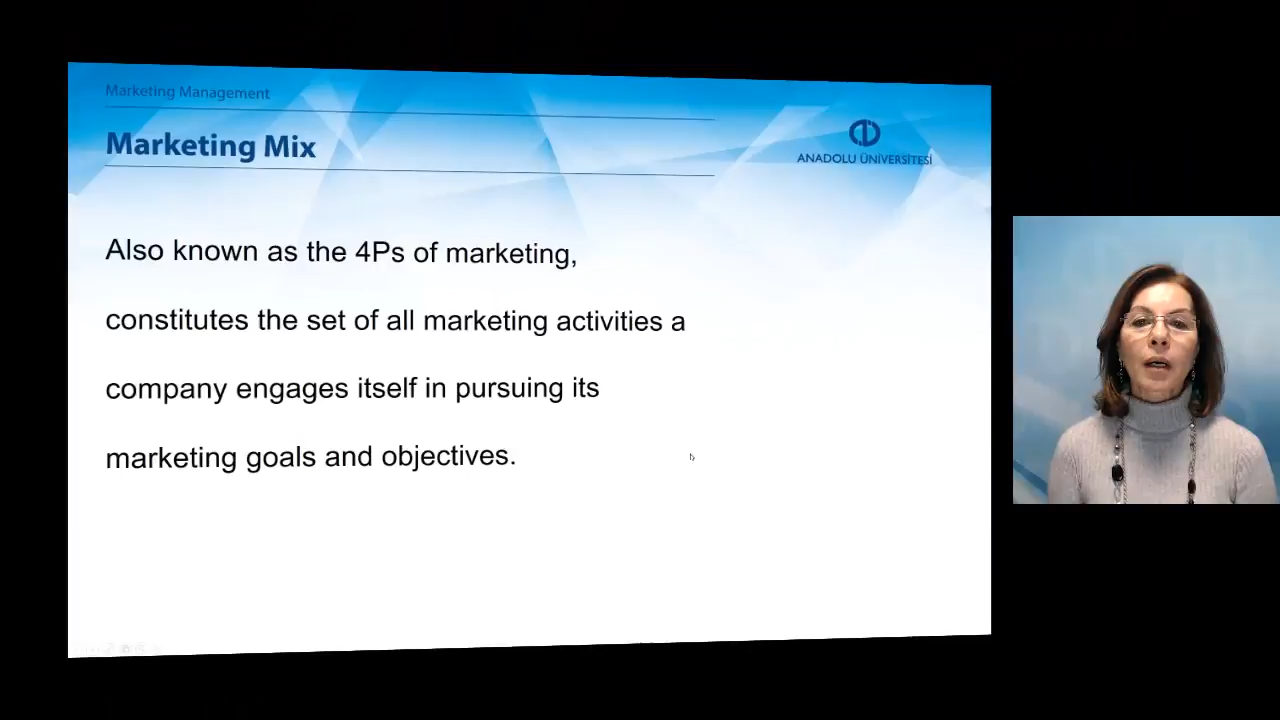 Marketing Management
Marketing Mix
ANADOLU ÜNİVERSİTESİ
Also known as the 4Ps of marketing,
constitutes the set of all marketing activities a
company engages itself in pursuing its
marketing goals and objectives.